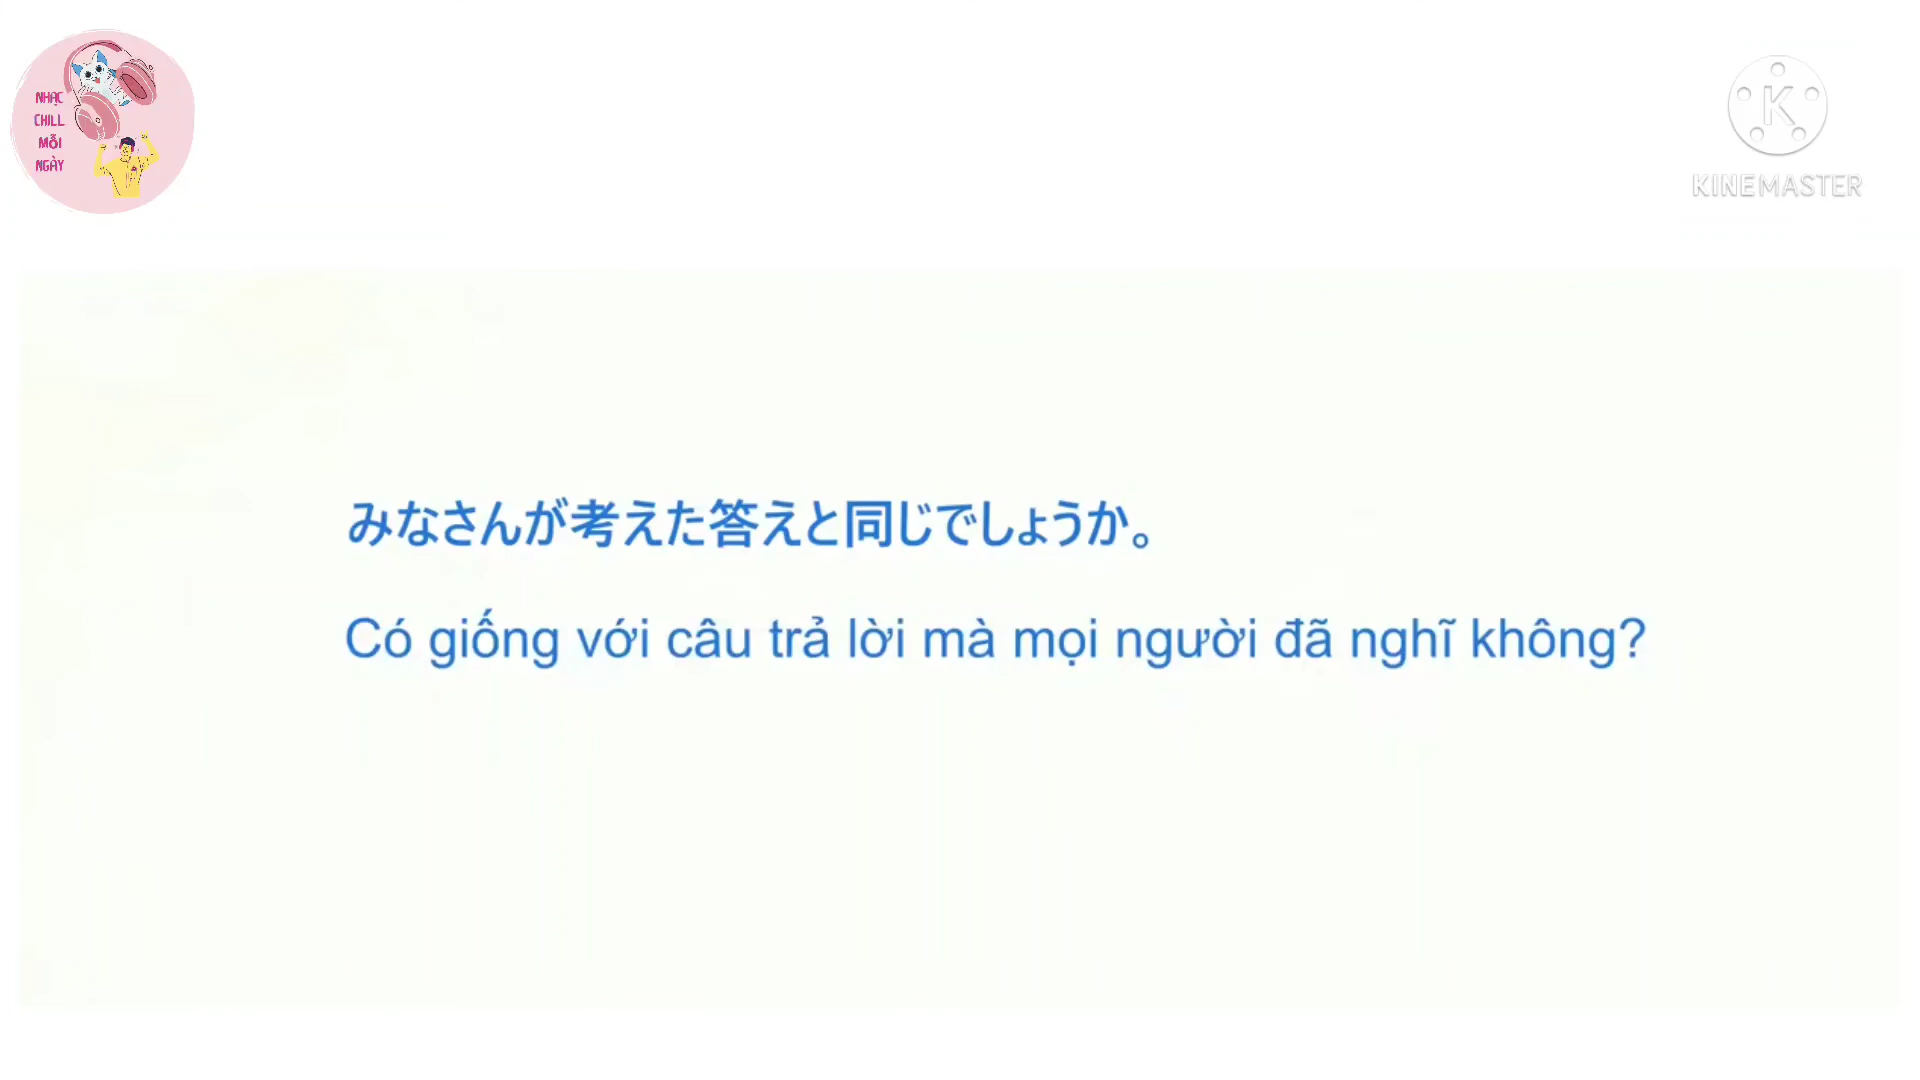 NHẠC
CHILL
MỖI
NGÀY
K
KINEMASTER
みなさんが考えた答えと同じでしょうか。
Có giống với câu trả lời mà mọi người đã nghĩ không?